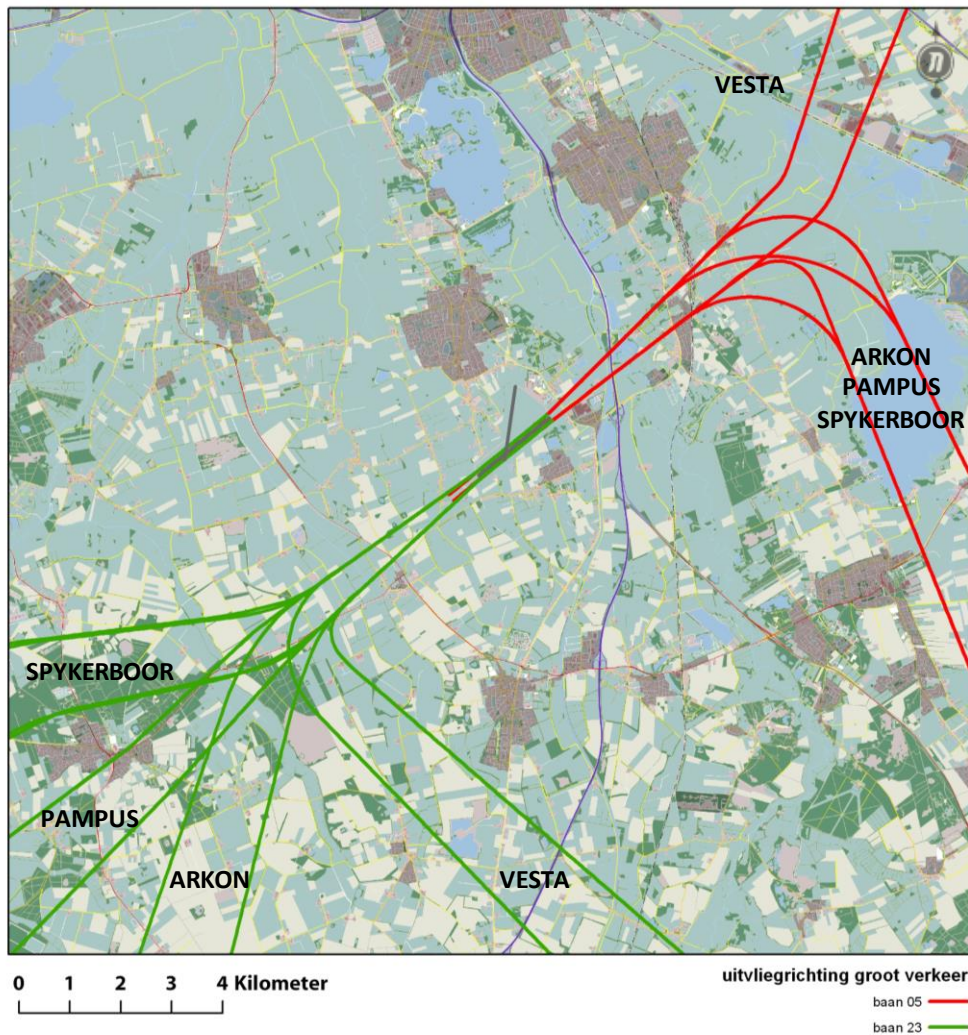 VESTA
ARKON
PAMPUS
SPYKERBOOR
SPYKERBOOR
PAMPUS
ARKON
VESTA
0 1 2 3 4 Kilometer
uitvliegrichting groot verkeer
baan 05
baan 23